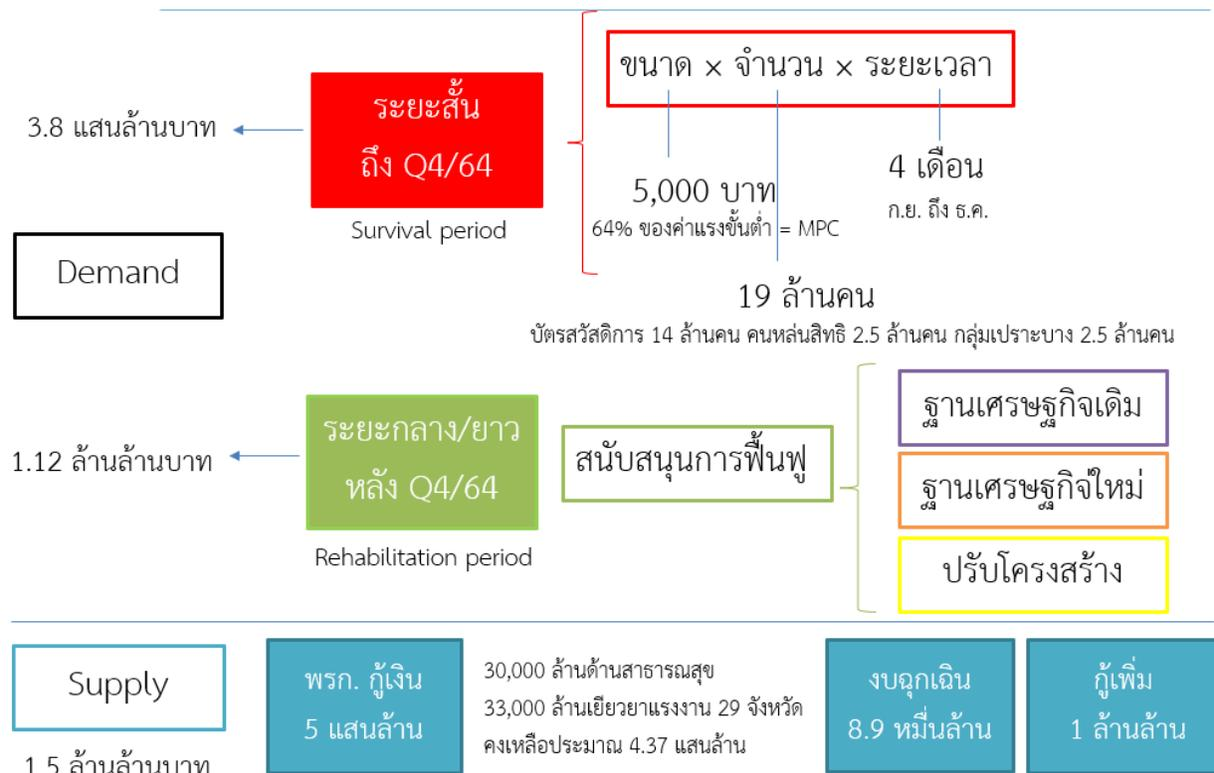 ขนาด × จำนวน × ระยะเวลา
3.8 แสนล้านบาท
ระยะสั้น
ถึง Q4/64
Survival period
5,000 บาท
64% ของค่าแรงขั้นต่ำ = MPC
4 เดือน
ก.ย. ถึง ธ.ค.
Demand
19 ล้านคน
บัตรสวัสดิการ 14 ล้านคน คนหล่นสิทธิ 2.5 ล้านคน กลุ่มเปราะบาง 2.5 ล้านคน
1.12 ล้านล้านบาท
ระยะกลาง/ยาว
หลัง Q4/64
Rehabilitation period
สนับสนุนการฟื้นฟู
ฐานเศรษฐกิจเดิม
ฐานเศรษฐกิจใหม่
ปรับโครงสร้าง
Supply
1.5 ล้านล้านบาท
พรก. กู้เงิน
5 แสนล้าน
30,000 ล้านด้านสาธารณสุข
33,000 ล้านเยียวยาแรงงาน 29 จังหวัด
คงเหลือประมาณ 4.37 แสนล้าน
งบฉุกเฉิน
8.9 หมื่นล้าน
กู้เพิ่ม
1 ล้านล้าน